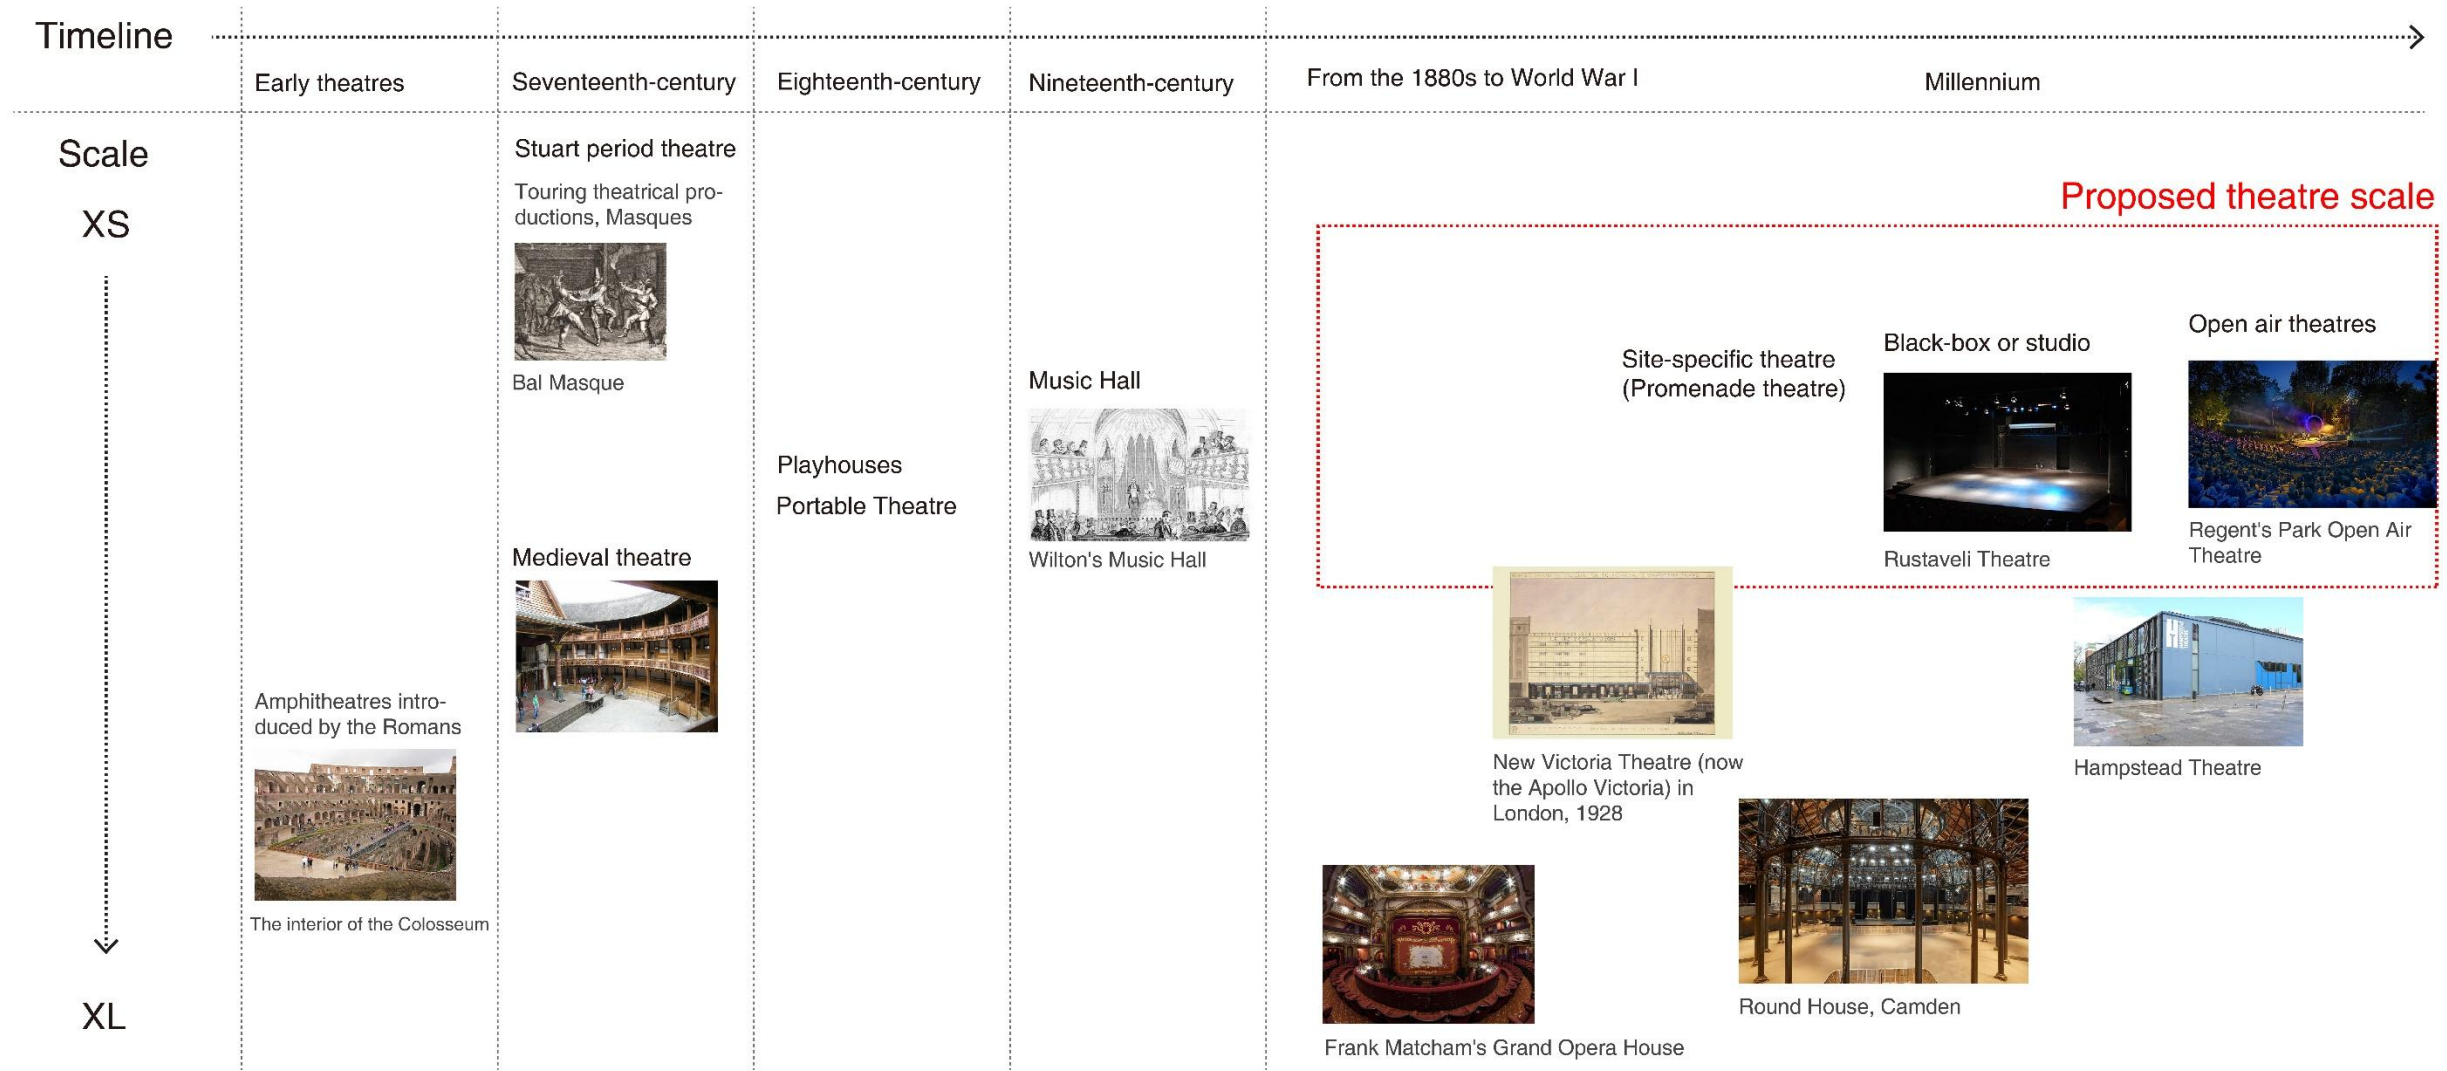 Timeline
Early theatres
Seventeenth-century
Eighteenth-century
Nineteenth-century
From the 1880s to World War I
Millennium
Scale
XS
XL
Amphitheatres intro-
duced by the Romans
The interior of the Colosseum
Stuart period theatre
Touring theatrical pro-
ductions, Masques
Bal Masque
Medieval theatre
Playhouses
Portable Theatre
Music Hall
Wilton's Music Hall
Proposed theatre scale
Site-specific theatre
(Promenade theatre)
Black-box or studio
Rustaveli Theatre
Open air theatres
Regent's Park Open Air
Theatre
New Victoria Theatre (now
the Apollo Victoria) in
London, 1928
Hampstead Theatre
Frank Matcham's Grand Opera House
Round House, Camden